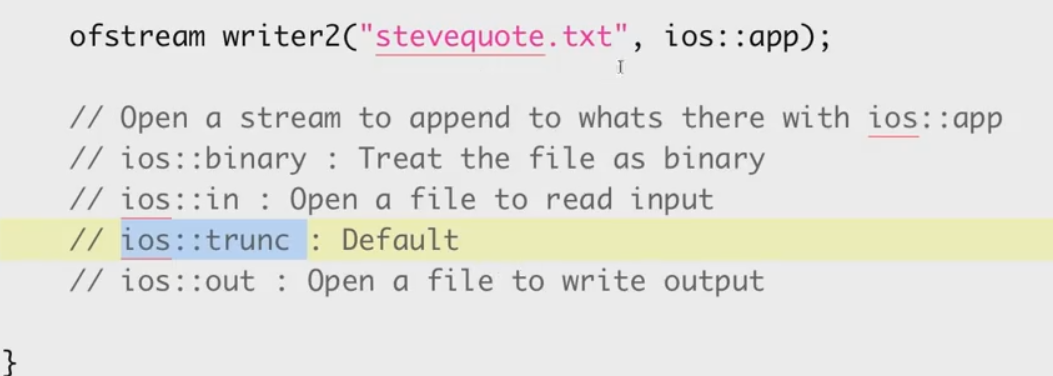 ofstream writer2("stevequote.txt", ios::app);
// Open a stream to append to whats there with ios::app
// ios::binary : Treat the file as binary
// ios::in : Open a file to read input
// ios::trunc : Default
// ios::out : Open a file to write output
}